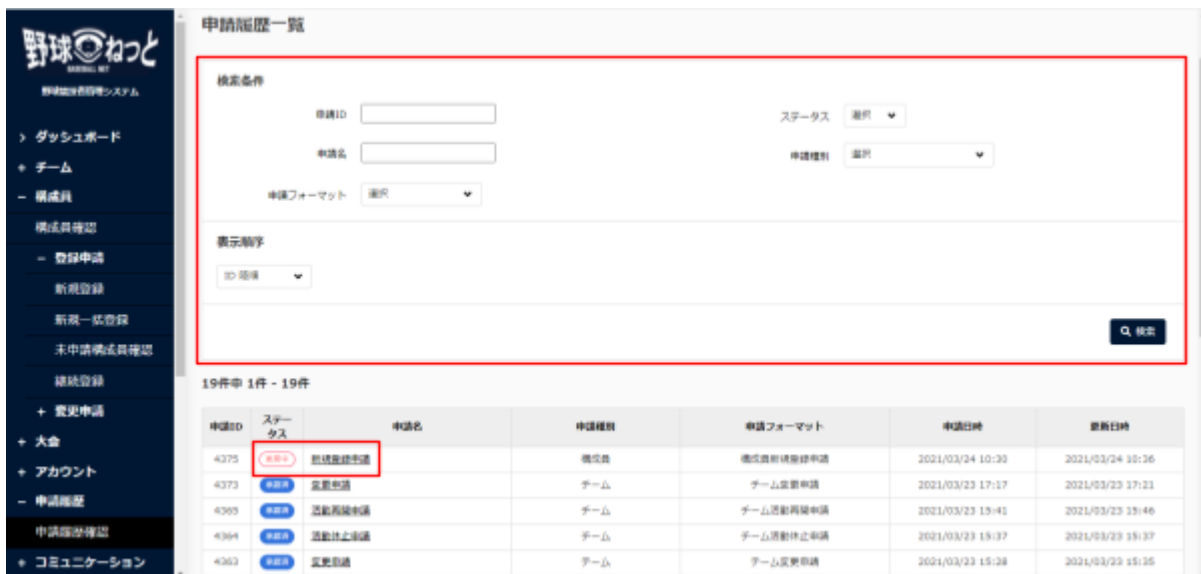 野球ねっと
BASEBALL NET
野球競技者管理システム
> ダッシュボード
+ チーム
− 構成員
構成員確認
− 登録申請
新規登録
新規一括登録
未申請構成員確認
継続登録
+ 変更申請
+ 大会
+ アカウント
− 申請履歴
申請履歴確認
+ コミュニケーション
申請履歴一覧
検索条件
申請ID
ステータス 選択
申請名
申請種別 選択
申請フォーマット 選択
表示順序
ID 降順
検索
19件中 1件 - 19件
申請ID ステータス 申請名 申請種別 申請フォーマット 申請日時 更新日時
4375 新規登録申請 構成員 構成員新規登録申請 2021/03/24 10:30 2021/03/24 10:36
4373 承認済 変更申請 チーム チーム変更申請 2021/03/23 17:17 2021/03/23 17:21
4365 承認済 活動再開申請 チーム チーム活動再開申請 2021/03/23 15:41 2021/03/23 15:46
4364 承認済 活動休止申請 チーム チーム活動休止申請 2021/03/23 15:37 2021/03/23 15:37
4363 承認済 変更申請 チーム チーム変更申請 2021/03/23 15:28 2021/03/23 15:35